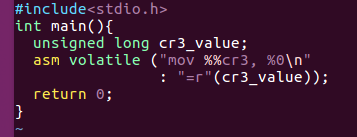 #include<stdio.h>
int main(){
  unsigned long cr3_value;
  asm volatile ("mov %%cr3, %0\n"
                : "=r"(cr3_value));
  return 0;
}
~